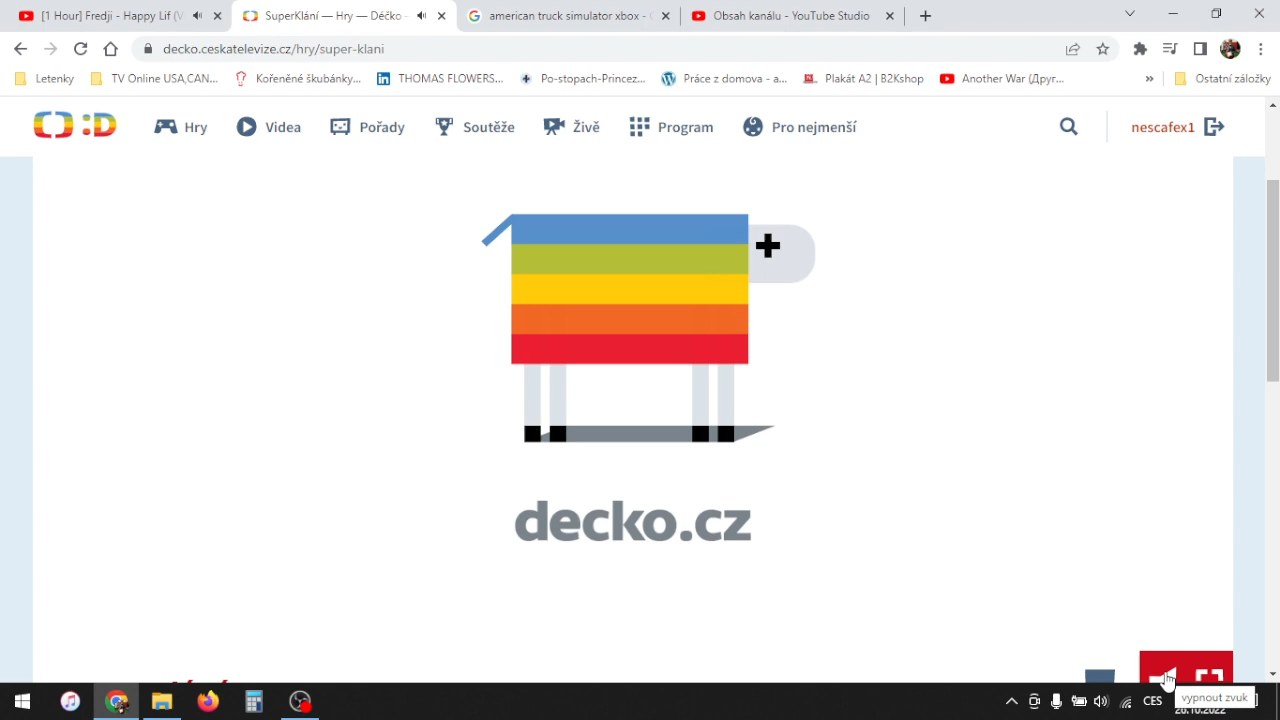 [1 Hour] Fredji - Happy Lif (V
SuperKlání — Hry — Déčko -
american truck simulator xbox -
Obsah kanálu - YouTube Studio
decko.ceskatelevize.cz/hry/super-klani
Letenky
TV Online USA,CAN...
Kořeněné škubánky...
THOMAS FLOWERS...
Po-stopach-Princez...
Práce z domova - a...
Plakát A2 | B2Kshop
Another War (Друг...
»
Ostatní záložky
:D
Hry
Videa
Pořady
Soutěže
Živě
Program
Pro nejmenší
nescafex1
decko.cz
CES
vypnout zvuk
28.10.2022